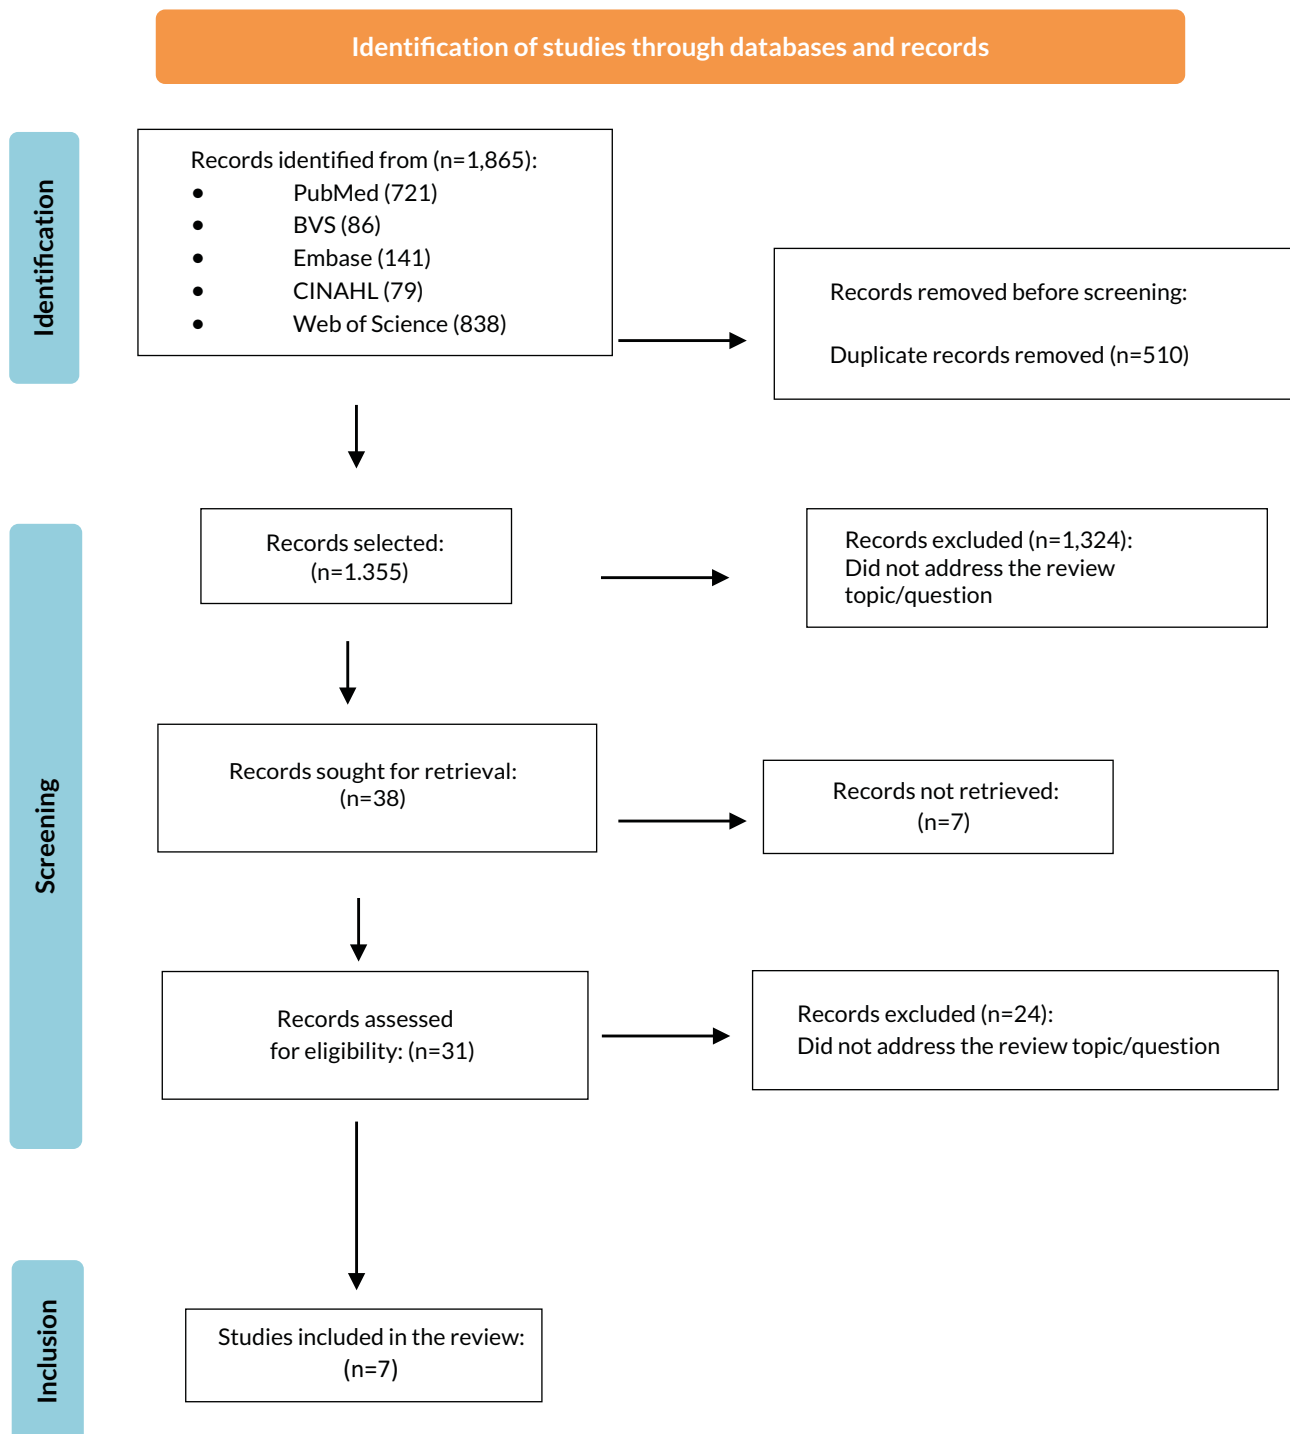 Identification of studies through databases and records
Identification
Records identified from (n=1,865):
• PubMed (721)
• BVS (86)
• Embase (141)
• CINAHL (79)
• Web of Science (838)
Records removed before screening:
Duplicate records removed (n=510)
Screening
Records selected:
(n=1.355)
Records excluded (n=1,324):
Did not address the review
topic/question
Records sought for retrieval:
(n=38)
Records not retrieved:
(n=7)
Records assessed
for eligibility: (n=31)
Records excluded (n=24):
Did not address the review topic/question
Inclusion
Studies included in the review:
(n=7)